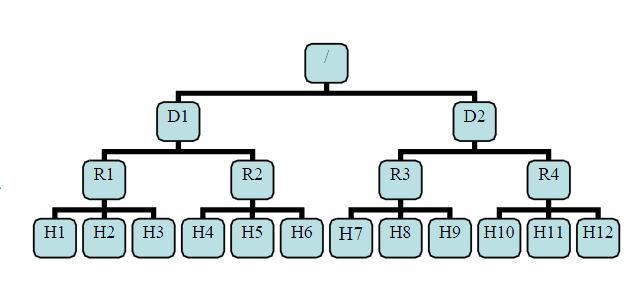 /
D1 D2
R1 R2 R3 R4
H1 H2 H3 H4 H5 H6 H7 H8 H9 H10 H11 H12